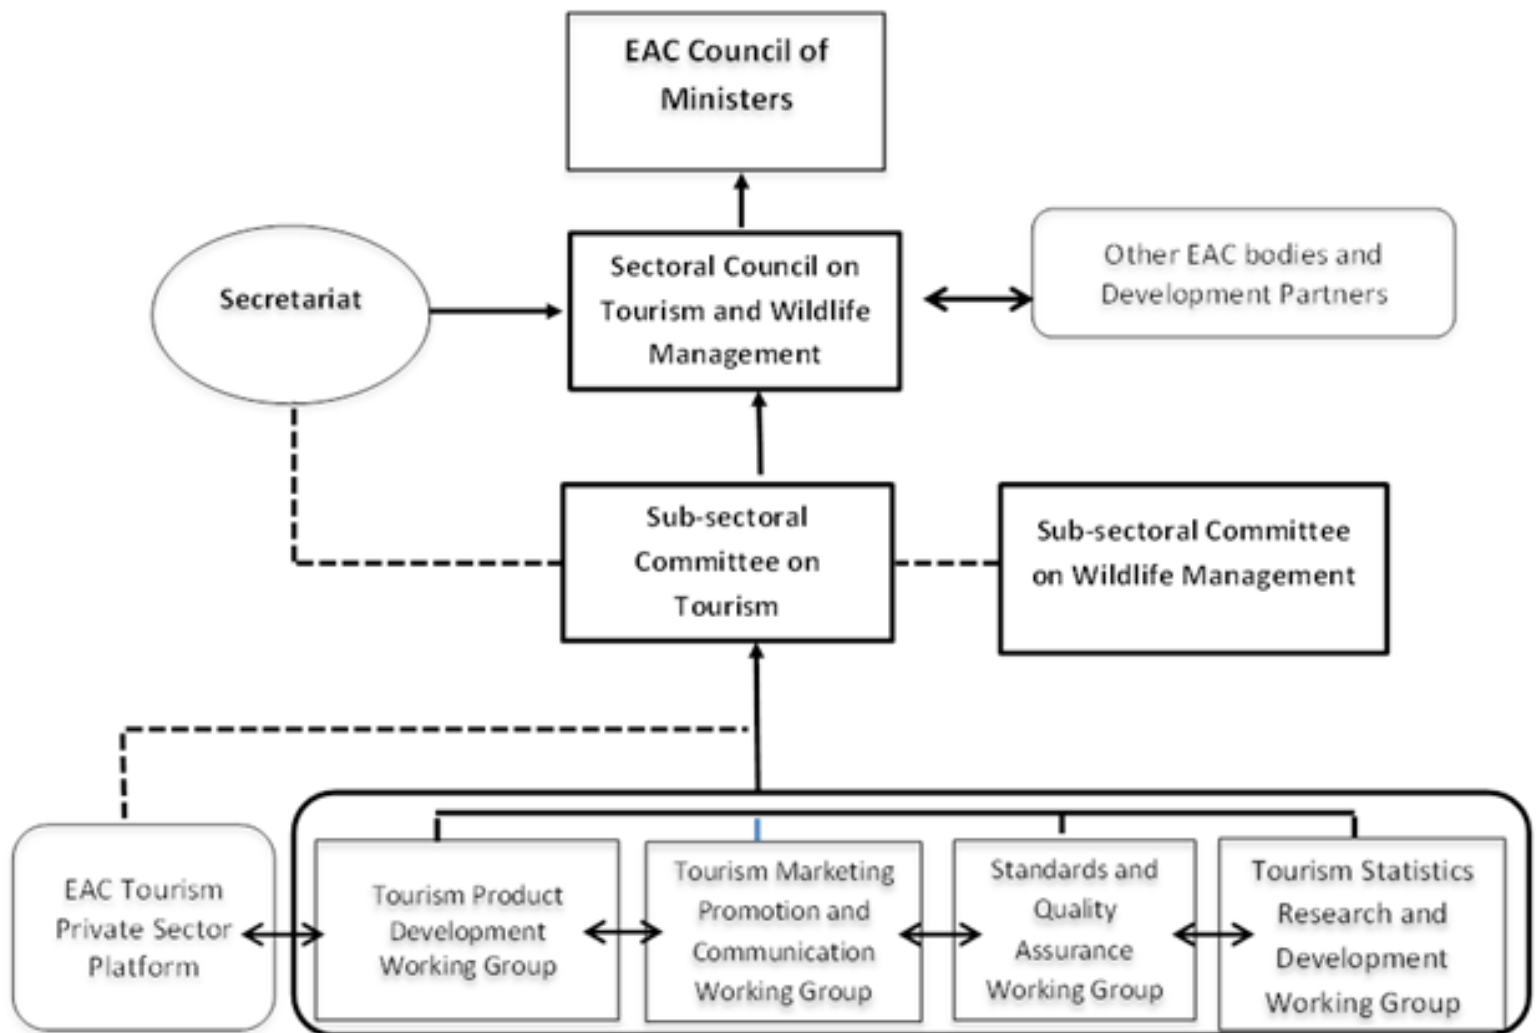 EAC Council of
Ministers
Secretariat
Sectoral Council on
Tourism and Wildlife
Management
Other EAC bodies and
Development Partners
Sub-sectoral
Committee on
Tourism
Sub-sectoral Committee
on Wildlife Management
EAC Tourism
Private Sector
Platform
Tourism Product
Development
Working Group
Tourism Marketing
Promotion and
Communication
Working Group
Standards and
Quality
Assurance
Working Group
Tourism Statistics
Research and
Development
Working Group